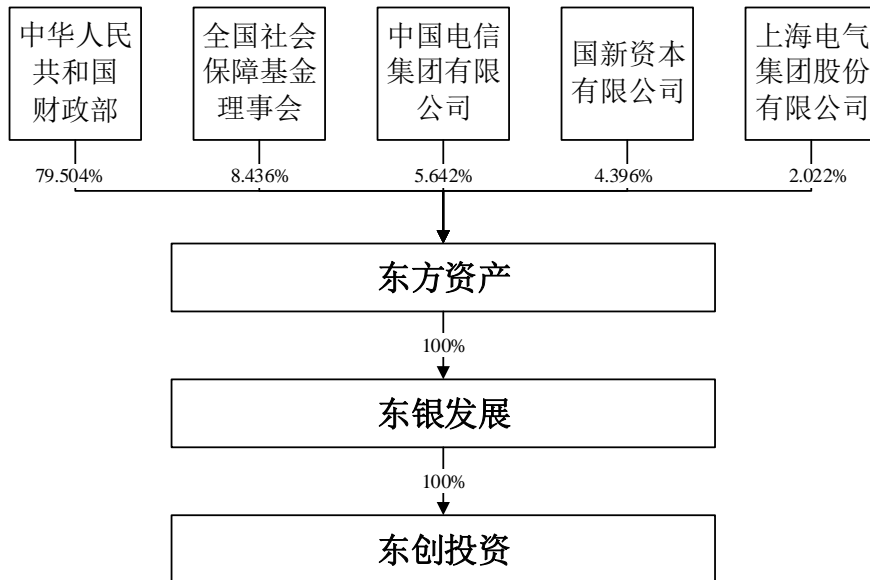 中华人民
共和国
财政部
全国社会
保障基金
理事会
中国电信
集团有限
公司
国新资本
有限公司
上海电气
集团股份
有限公司
79.504%
8.436%
5.642%
4.396%
2.022%
东方资产
100%
东银发展
100%
东创投资